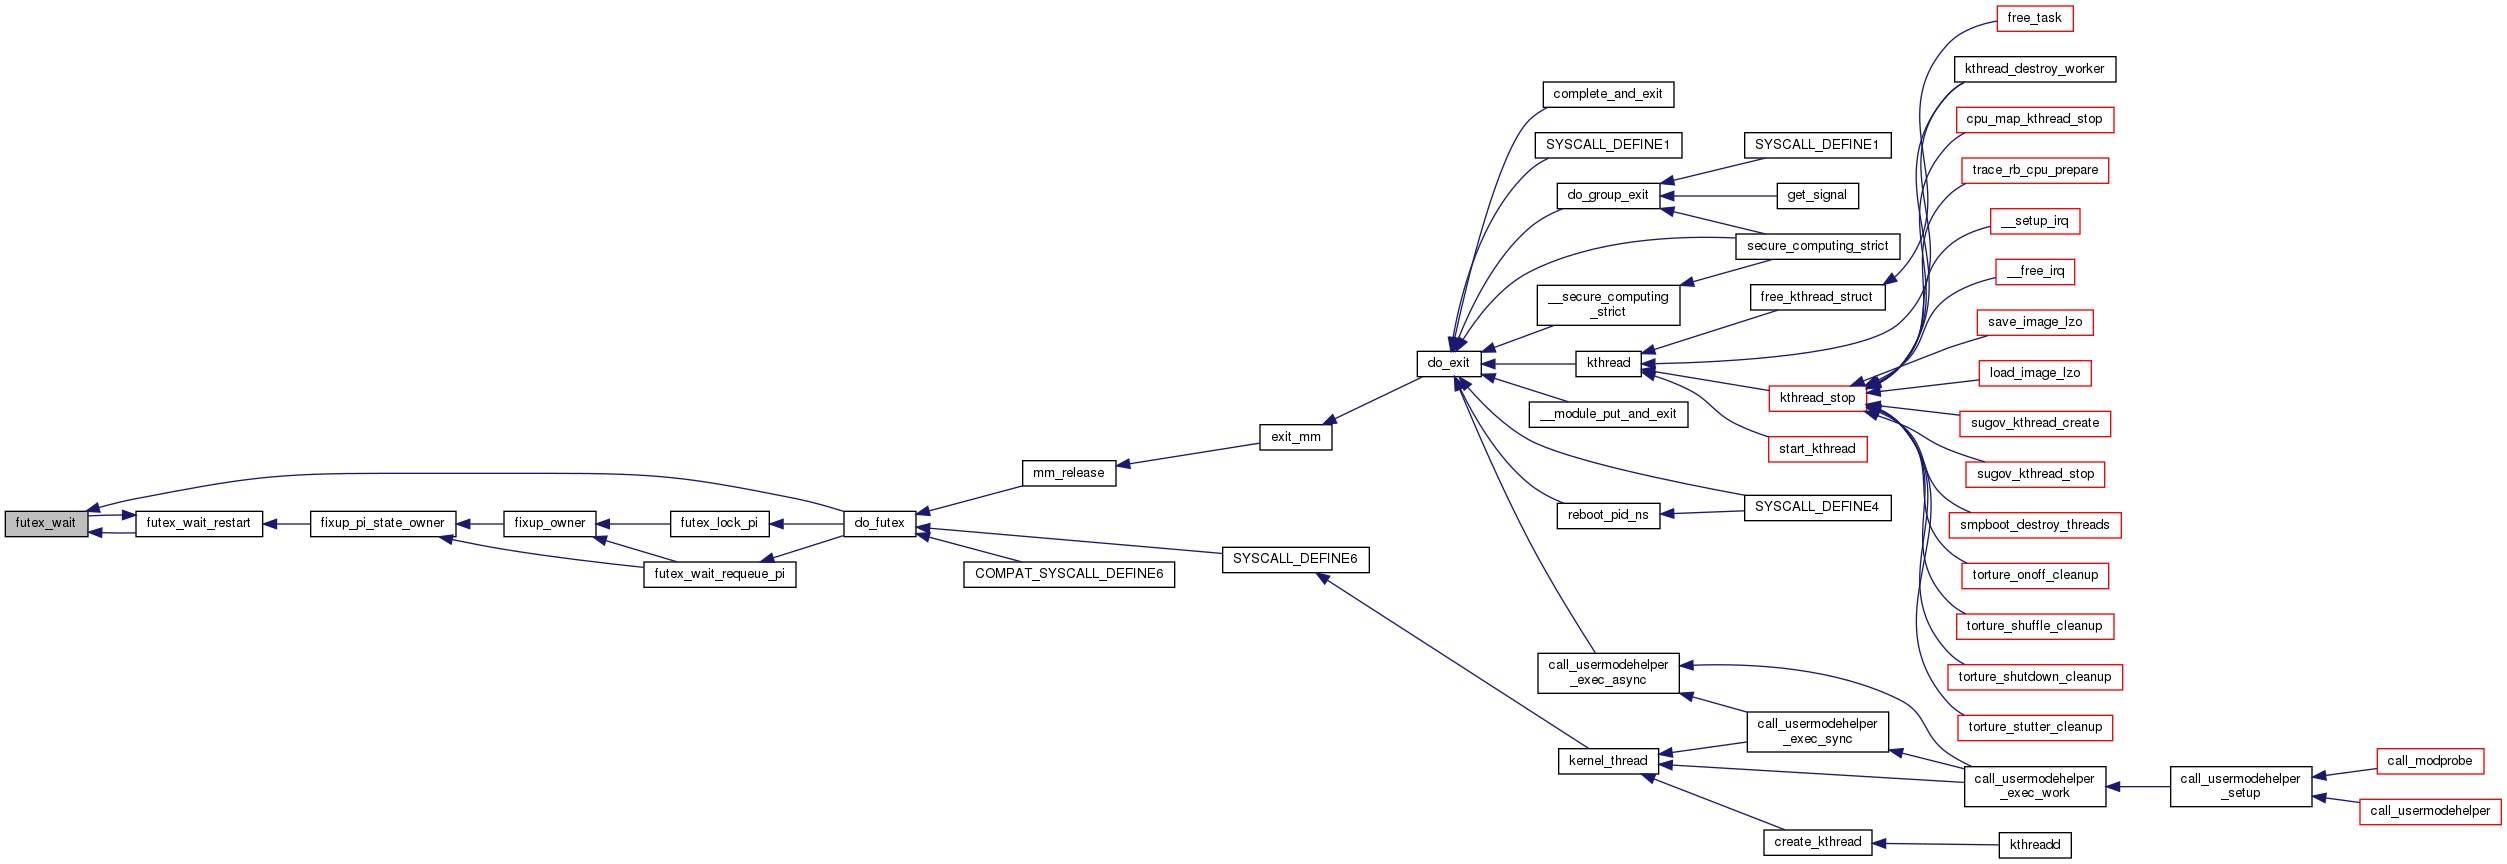 futex_wait
futex_wait_restart
fixup_pi_state_owner
fixup_owner
futex_lock_pi
futex_wait_requeue_pi
do_futex
mm_release
COMPAT_SYSCALL_DEFINE6
SYSCALL_DEFINE6
exit_mm
do_exit
complete_and_exit
SYSCALL_DEFINE1
do_group_exit
__secure_computing
_strict
kthread
__module_put_and_exit
reboot_pid_ns
call_usermodehelper
_exec_async
kernel_thread
SYSCALL_DEFINE1
get_signal
secure_computing_strict
free_kthread_struct
kthread_stop
start_kthread
SYSCALL_DEFINE4
call_usermodehelper
_exec_sync
create_kthread
free_task
kthread_destroy_worker
cpu_map_kthread_stop
trace_rb_cpu_prepare
__setup_irq
__free_irq
save_image_lzo
load_image_lzo
sugov_kthread_create
sugov_kthread_stop
smpboot_destroy_threads
torture_onoff_cleanup
torture_shuffle_cleanup
torture_shutdown_cleanup
torture_stutter_cleanup
call_usermodehelper
_exec_work
kthreadd
call_usermodehelper
_setup
call_modprobe
call_usermodehelper